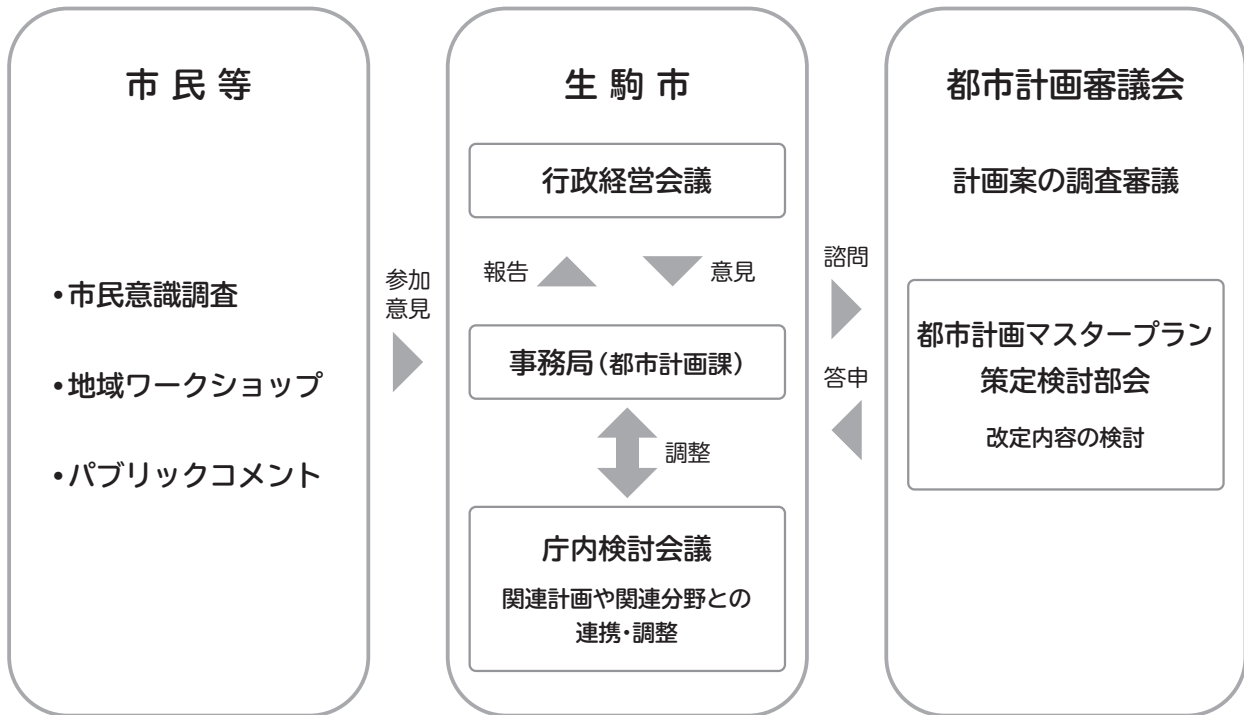 市民等
・市民意識調査
・地域ワークショップ
・パブリックコメント
参加
意見
生駒市
行政経営会議
報告
意見
事務局（都市計画課）
調整
庁内検討会議
関連計画や関連分野との
連携・調整
諮問
答申
都市計画審議会
計画案の調査審議
都市計画マスタープラン
策定検討部会
改定内容の検討